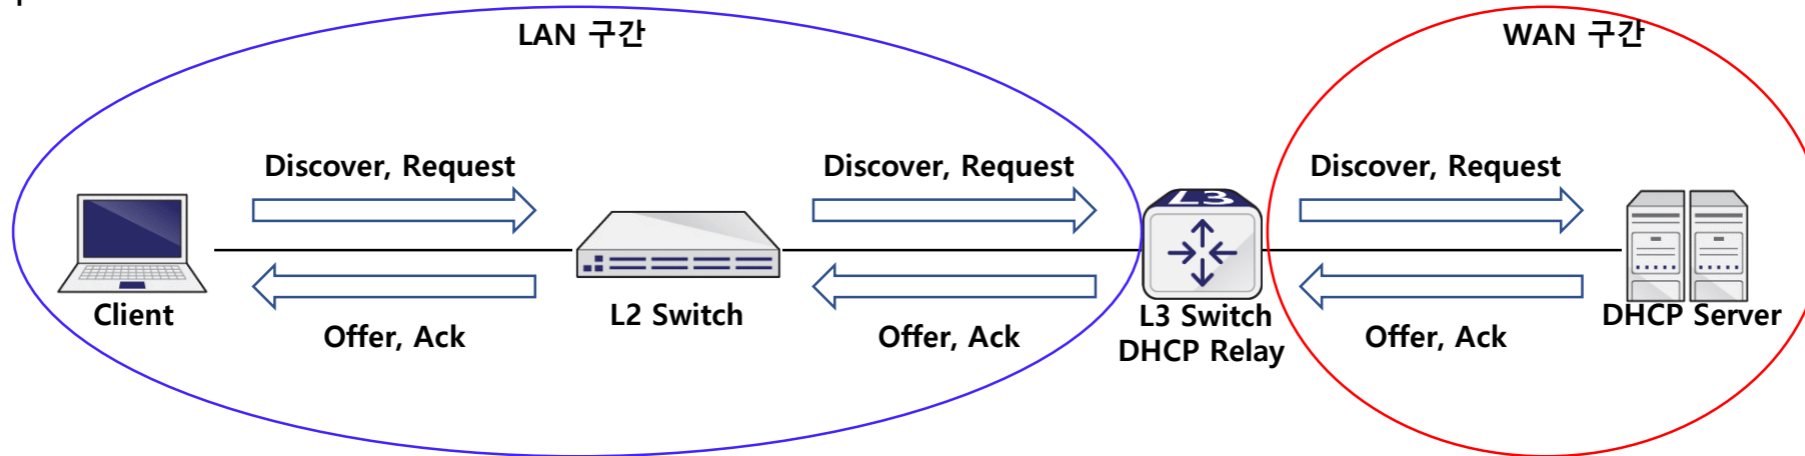 LAN 구간
WAN 구간
Discover, Request
Discover, Request
Discover, Request
L3
Client
L2 Switch
L3 Switch
DHCP Relay
DHCP Server
Offer, Ack
Offer, Ack
Offer, Ack